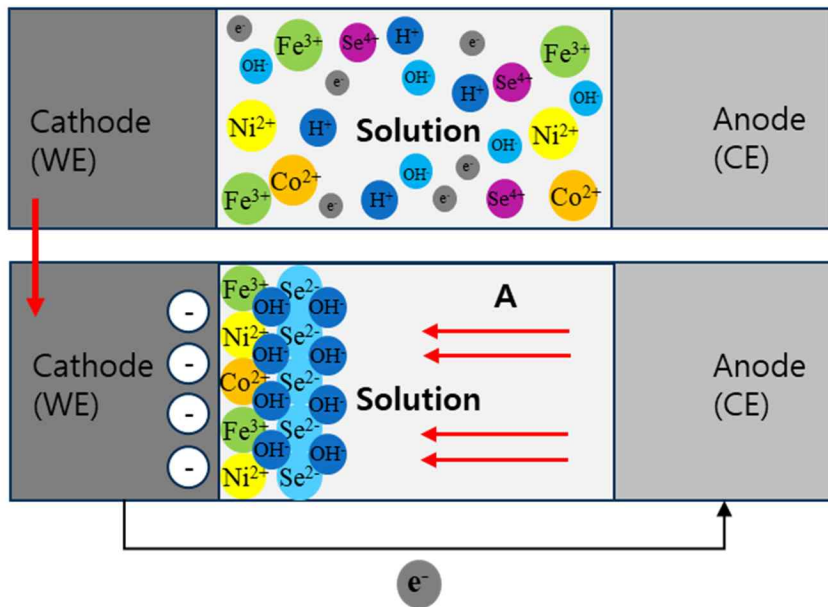 e⁻ Fe³⁺ Se⁴⁺ H⁺ e⁻ Fe³⁺
OH⁻ OH⁻ e⁻ H⁺ Se⁴⁺ OH⁻
Cathode
(WE)
Ni²⁺ H⁺ Solution OH⁻ Ni²⁺
Anode
(CE)
Co²⁺ OH⁻ e⁻
Fe³⁺ e⁻ H⁺ e⁻ Se⁴⁺ Co²⁺
Fe³⁺ Se²⁻
A
- OH⁻ OH⁻
Ni²⁺ Se²⁻
- OH⁻ OH⁻
Cathode
(WE)
Co²⁺ Se²⁻
Anode
(CE)
- OH⁻ OH⁻
Solution
Fe³⁺ Se²⁻
- OH⁻ OH⁻
Ni²⁺ Se²⁻
e⁻